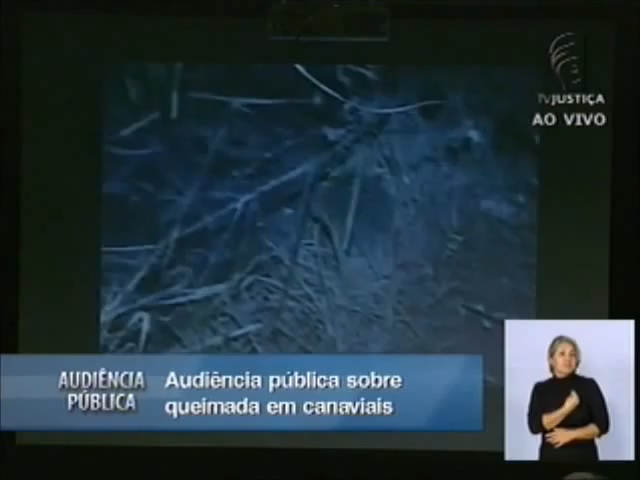 TVJUSTIÇA
AO VIVO
AUDIÊNCIA
PÚBLICA
Audiência pública sobre
queimada em canaviais